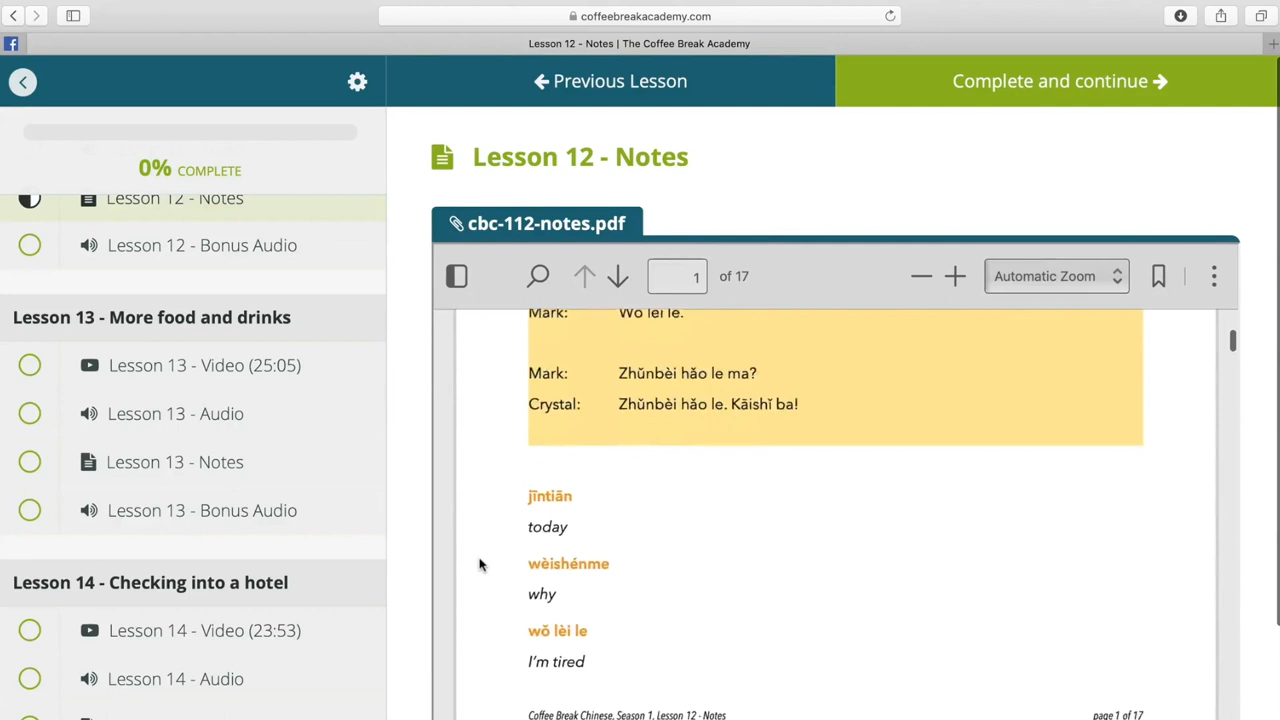 coffeebreakacademy.com
Lesson 12 - Notes | The Coffee Break Academy
Previous Lesson
Complete and continue
0% COMPLETE
Lesson 12 - Notes
Lesson 12 - Bonus Audio
Lesson 13 - More food and drinks
Lesson 13 - Video (25:05)
Lesson 13 - Audio
Lesson 13 - Notes
Lesson 13 - Bonus Audio
Lesson 14 - Checking into a hotel
Lesson 14 - Video (23:53)
Lesson 14 - Audio
Lesson 12 - Notes
cbc-112-notes.pdf
1 of 17
Automatic Zoom
Mark: Wǒ lèi le.
Mark: Zhǔnbèi hǎo le ma?
Crystal: Zhǔnbèi hǎo le. Kāishǐ ba!
jīntiān
today
wèishénme
why
wǒ lèi le
I'm tired
Coffee Break Chinese, Season 1, Lesson 12 - Notes
page 1 of 17